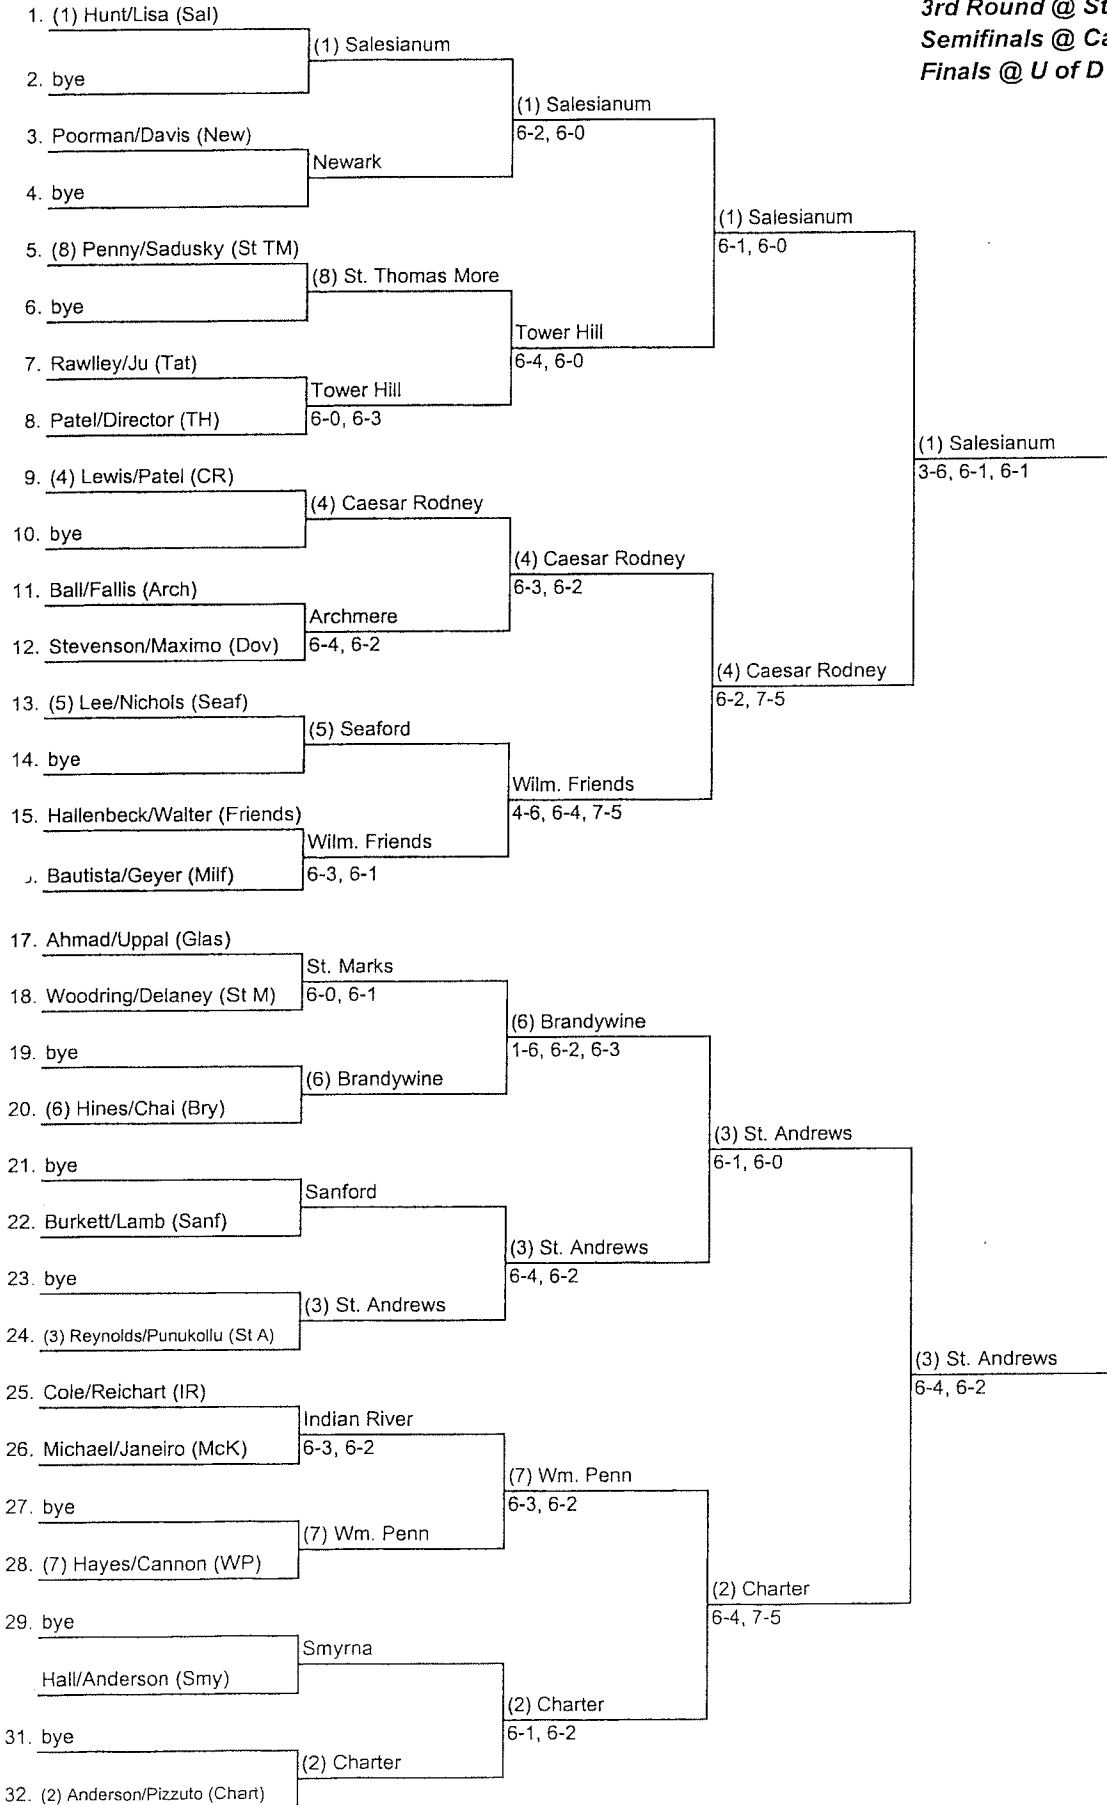 3rd Round @ St
Semifinals @ Ca
Finals @ U of D
1. (1) Hunt/Lisa (Sal)
(1) Salesianum
2. bye
(1) Salesianum
6-2, 6-0
3. Poorman/Davis (New)
Newark
4. bye
(1) Salesianum
6-1, 6-0
5. (8) Penny/Sadusky (St TM)
(8) St. Thomas More
6. bye
Tower Hill
6-4, 6-0
7. Rawlley/Ju (Tat)
Tower Hill
6-0, 6-3
8. Patel/Director (TH)
(1) Salesianum
3-6, 6-1, 6-1
9. (4) Lewis/Patel (CR)
(4) Caesar Rodney
10. bye
(4) Caesar Rodney
6-3, 6-2
11. Ball/Fallis (Arch)
Archmere
6-4, 6-2
12. Stevenson/Maximo (Dov)
(4) Caesar Rodney
6-2, 7-5
13. (5) Lee/Nichols (Seaf)
(5) Seaford
14. bye
Wilm. Friends
4-6, 6-4, 7-5
15. Hallenbeck/Walter (Friends)
Wilm. Friends
6-3, 6-1
Bautista/Geyer (Milf)
17. Ahmad/Uppal (Glas)
St. Marks
6-0, 6-1
18. Woodring/Delaney (St M)
(6) Brandywine
1-6, 6-2, 6-3
19. bye
(6) Brandywine
20. (6) Hines/Chai (Bry)
(3) St. Andrews
6-1, 6-0
21. bye
Sanford
22. Burkett/Lamb (Sanf)
(3) St. Andrews
6-4, 6-2
23. bye
(3) St. Andrews
24. (3) Reynolds/Punukollu (St A)
(3) St. Andrews
6-4, 6-2
25. Cole/Reichart (IR)
Indian River
6-3, 6-2
26. Michael/Janeiro (McK)
(7) Wm. Penn
6-3, 6-2
27. bye
(7) Wm. Penn
28. (7) Hayes/Cannon (WP)
(2) Charter
6-4, 7-5
29. bye
Smyrna
Hall/Anderson (Smy)
(2) Charter
6-1, 6-2
31. bye
(2) Charter
32. (2) Anderson/Pizzuto (Chart)